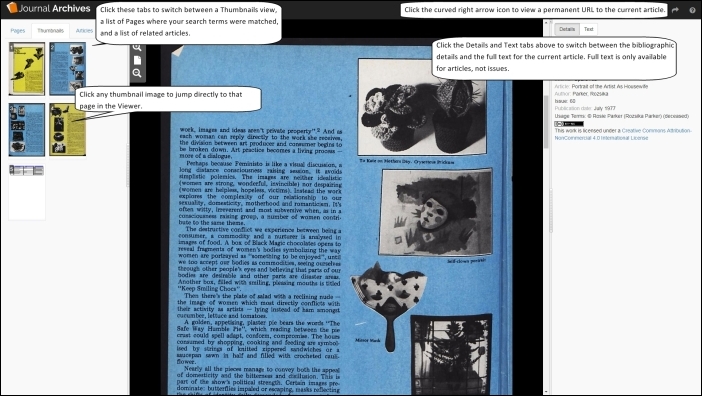 Journal Archives
Click these tabs to switch between a Thumbnails view,
a list of Pages where your search terms were matched,
and a list of related articles.
Click the curved right arrow icon to view a permanent URL to the current article.
Pages Thumbnails Articles
Details Text
Click the Details and Text tabs above to switch between the bibliographic
details and the full text for the current article. Full text is only available
for articles, not issues.
Click any thumbnail image to jump directly to that
page in the Viewer.
Article: Portrait of the Artist As Housewife
Author: Parker, Rozsika
Issue: 60
Publication date: July 1977
Usage Terms: © Rosie Parker (Rozsika Parker) (deceased)
This work is licensed under a Creative Commons Attribution-
NonCommercial 4.0 International License
work, images and ideas aren't private property". And as
each woman can reply directly to the work she receives,
the division between art producer and consumer begins to
be broken down. Art practice becomes a living process —
more of a dialogue.
Perhaps because Feministo is like a visual discussion, a
long distance consciousness raising session, it avoids
simplistic polemics. The images are neither idealistic
(women are strong, wonderful, invincible) nor despairing
(women are helpless, hopeless, victims). Instead the work
explores the complexity of our relationship to our
sexuality, domesticity, motherhood and romanticism. It's
often witty, irreverent and most subversive when, as in a
consciousness raising group, a number of women contri-
bute to the same theme.
The destructive conflict we experience between being a
consumer, a commodity and a nurturer is analysed in
images of food. A box of Black Magic chocolates opens to
reveal fragments of women's bodies symbolizing the way
women are portrayed as "something to be enjoyed", until
we too accept our bodies as commodities, seeing ourselves
through other people's eyes and believing that parts of our
bodies are desirable and other parts are disaster areas.
Another box, filled with smiling, pleasing mouths is titled
"Keep Smiling Chocs".
Then there's the plate of salad with a reclining nude —
the image of women which most directly conflicts with
their activity as artists — lying instead of ham amongst
cucumber, lettuce and tomatoes.
A golden, appetising, plaster pie bears the words "The
Safe Way Humble Pie", which reading between the pie
crust could spell adapt, conform, compromise. The hours
consumed by shopping, cooking and feeding are symbol-
ised by strings of knitted zippered sandwiches or a
saucepan sawn in half and filled with crocheted cauli-
flower.
Nearly all the pieces manage to convey both the appeal
of domesticity and the bitterness and disillusion. This is
part of the show's political strength. Certain images pre-
dominate: butterflies impaled or escaping, masks reflecting
To Kate on Mothers Day.
Self-clown portrait
Mirror Mask